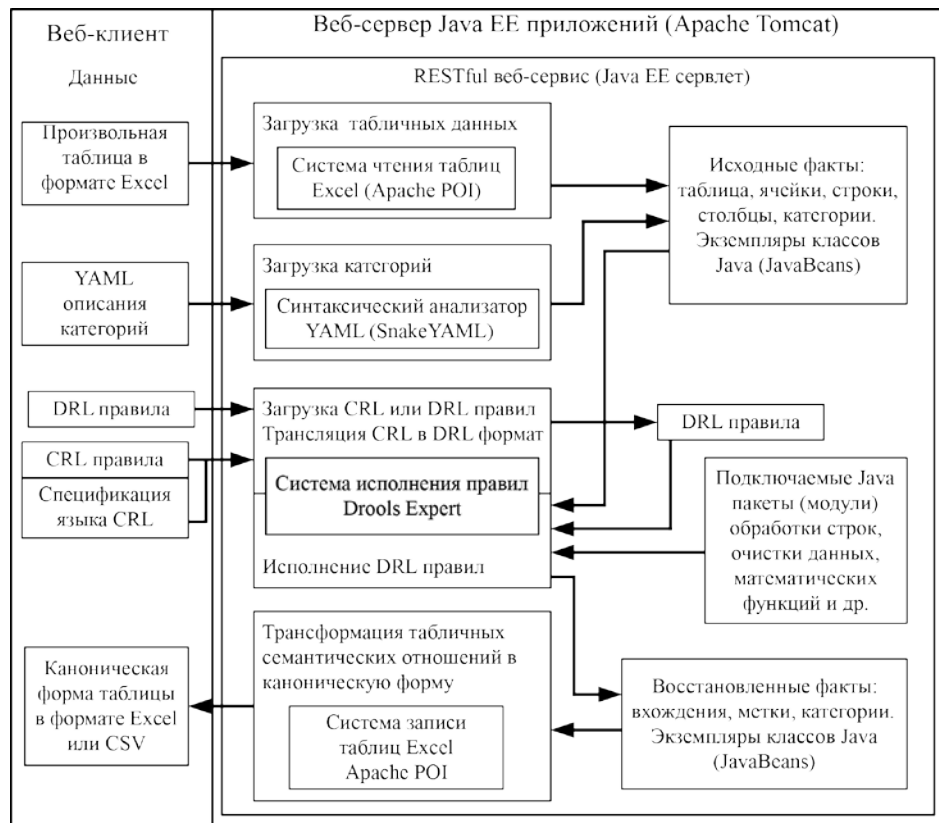 Веб-клиент
Данные
Произвольная
таблица в
формате Excel
YAML
описания
категорий
DRL правила
CRL правила
Спецификация
языка CRL
Каноническая
форма таблицы
в формате Excel
или CSV
Веб-сервер Java EE приложений (Apache Tomcat)
RESTful веб-сервис (Java EE сервлет)
Загрузка табличных данных
Система чтения таблиц
Excel (Apache POI)
Загрузка категорий
Синтаксический анализатор
YAML (SnakeYAML)
Загрузка CRL или DRL правил
Трансляция CRL в DRL формат
Система исполнения правил
Drools Expert
Исполнение DRL правил
Трансформация табличных
семантических отношений в
каноническую форму
Система записи
таблиц Excel
Apache POI
Исходные факты:
таблица, ячейки, строки,
столбцы, категории.
Экземпляры классов
Java (JavaBeans)
DRL правила
Подключаемые Java
пакеты (модули)
обработки строк,
очистки данных,
математических
функций и др.
Восстановленные факты:
вхождения, метки, категории.
Экземпляры классов Java
(JavaBeans)